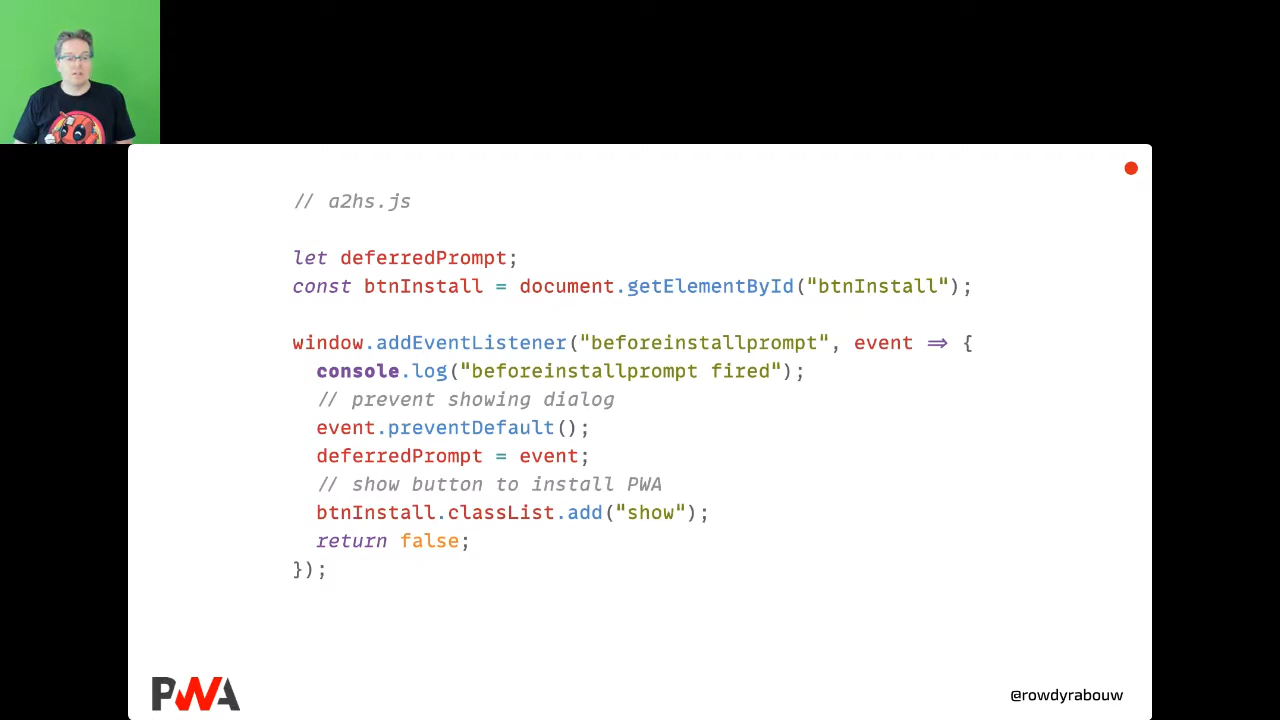 // a2hs.js
let deferredPrompt;
const btnInstall = document.getElementById("btnInstall");
window.addEventListener("beforeinstallprompt", event => {
console.log("beforeinstallprompt fired");
// prevent showing dialog
event.preventDefault();
deferredPrompt = event;
// show button to install PWA
btnInstall.classList.add("show");
return false;
});
PWA
@rowdyrabouw